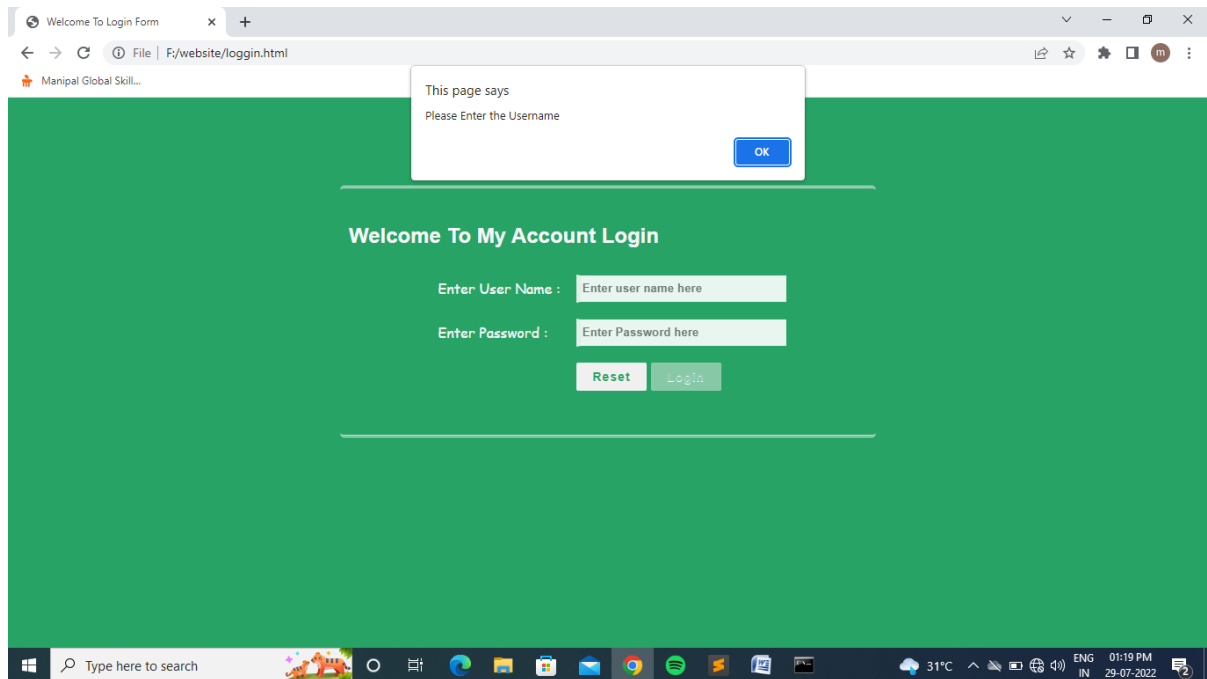 Welcome To Login Form
File F:/website/loggin.html
m
Manipal Global Skill...
This page says
Please Enter the Username
OK
Welcome To My Account Login
Enter User Name : Enter user name here
Enter Password : Enter Password here
Reset Login
Type here to search
31°C ENG 01:19 PM
IN 29-07-2022 2